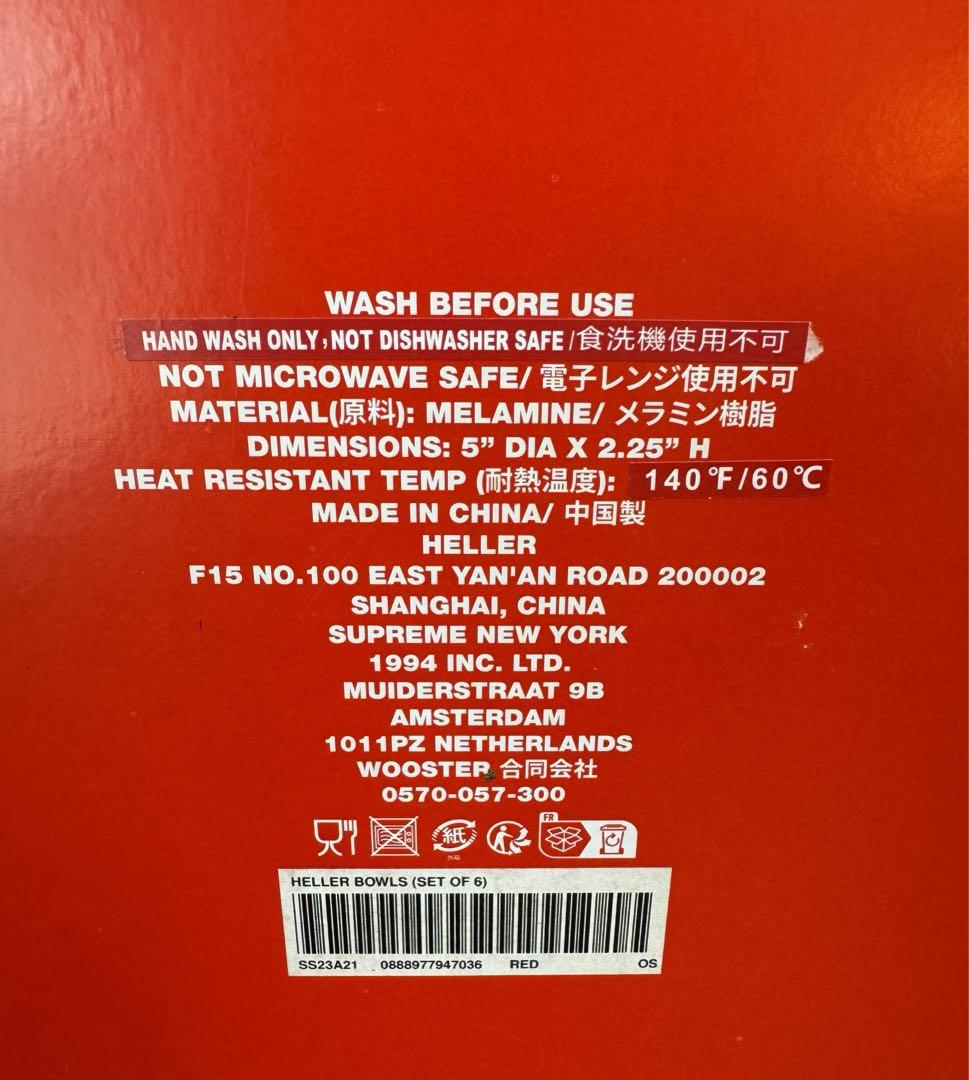 WASH BEFORE USE
HAND WASH ONLY, NOT DISHWASHER SAFE/食洗機使用不可
NOT MICROWAVE SAFE/ 電子レンジ使用不可
MATERIAL(原料): MELAMINE/ メラミン樹脂
DIMENSIONS: 5” DIA X 2.25” H
HEAT RESISTANT TEMP (耐熱温度): 140℉/60℃
MADE IN CHINA/ 中国製
HELLER
F15 NO.100 EAST YAN'AN ROAD 200002
SHANGHAI, CHINA
SUPREME NEW YORK
1994 INC. LTD.
MUIDERSTRAAT 9B
AMSTERDAM
1011PZ NETHERLANDS
WOOSTER 合同会社
0570-057-300
紙 FR
外箱
HELLER BOWLS (SET OF 6)
SS23A21 0888977947036 RED OS